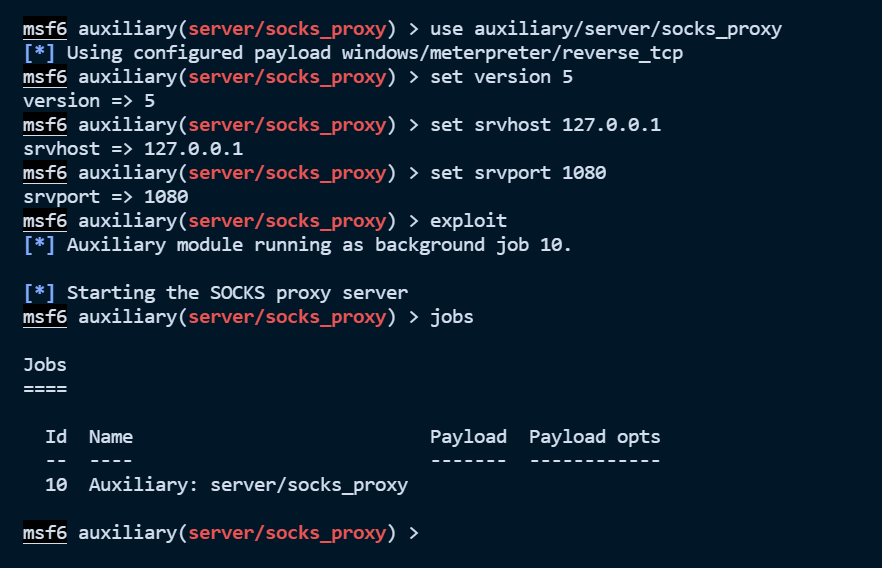 msf6 auxiliary(server/socks_proxy) > use auxiliary/server/socks_proxy
[*] Using configured payload windows/meterpreter/reverse_tcp
msf6 auxiliary(server/socks_proxy) > set version 5
version => 5
msf6 auxiliary(server/socks_proxy) > set srvhost 127.0.0.1
srvhost => 127.0.0.1
msf6 auxiliary(server/socks_proxy) > set srvport 1080
srvport => 1080
msf6 auxiliary(server/socks_proxy) > exploit
[*] Auxiliary module running as background job 10.
[*] Starting the SOCKS proxy server
msf6 auxiliary(server/socks_proxy) > jobs
Jobs
====
  Id  Name                           Payload  Payload opts
  --  ----                           -------  ------------
  10  Auxiliary: server/socks_proxy
msf6 auxiliary(server/socks_proxy) >